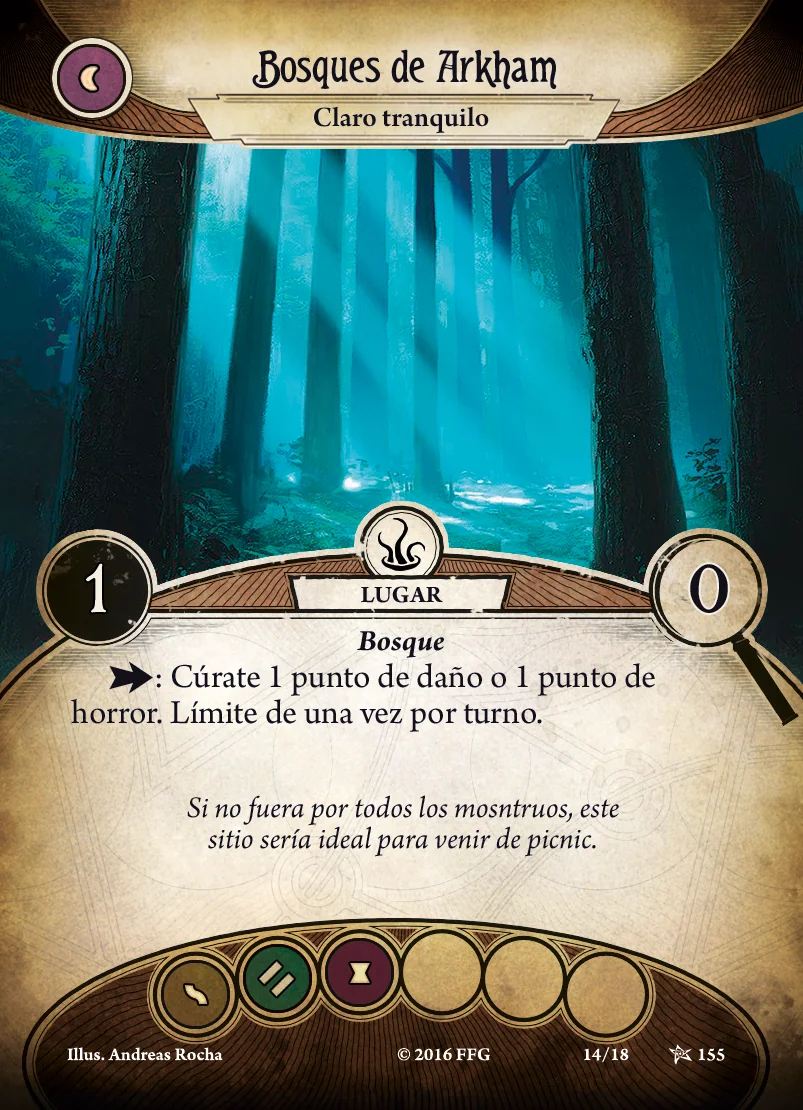 Bosques de Arkham
Claro tranquilo
1
0
LUGAR
Bosque
: Cúrate 1 punto de daño o 1 punto de
horror. Límite de una vez por turno.
Si no fuera por todos los mosntruos, este
sitio sería ideal para venir de picnic.
Illus. Andreas Rocha © 2016 FFG 14/18 155